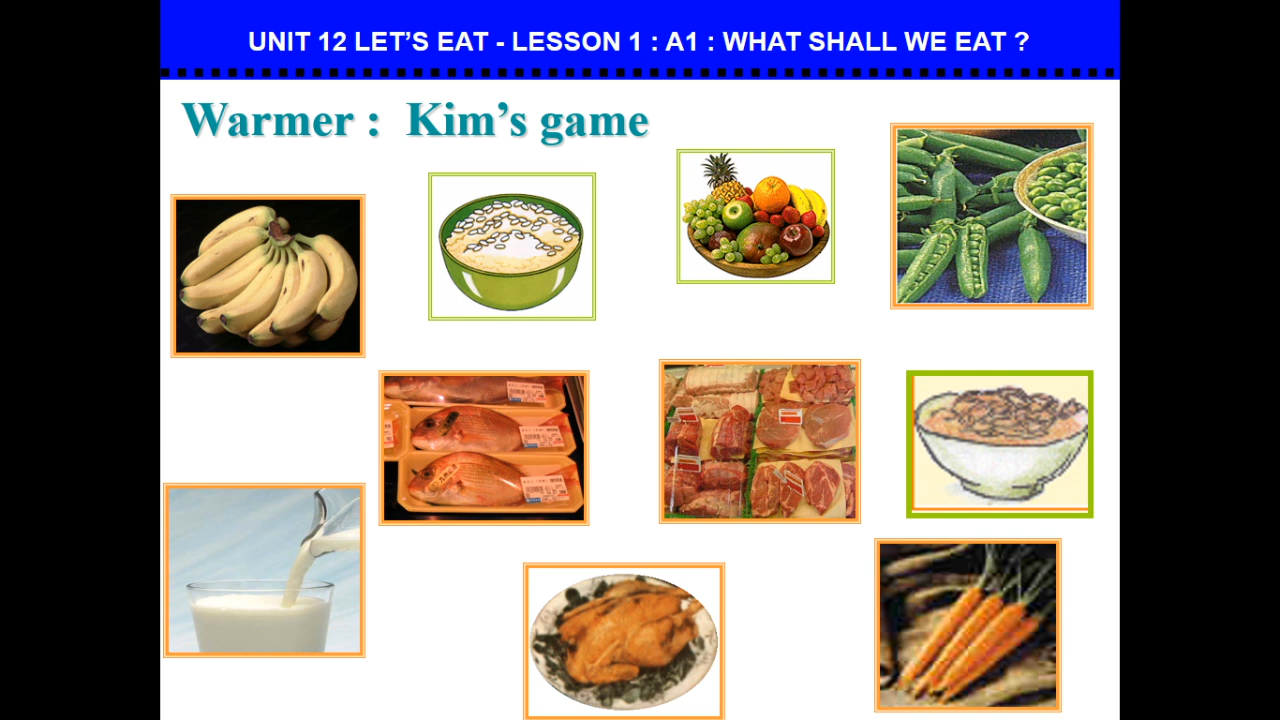 UNIT 12 LET’S EAT - LESSON 1 : A1 : WHAT SHALL WE EAT ?
Warmer : Kim’s game